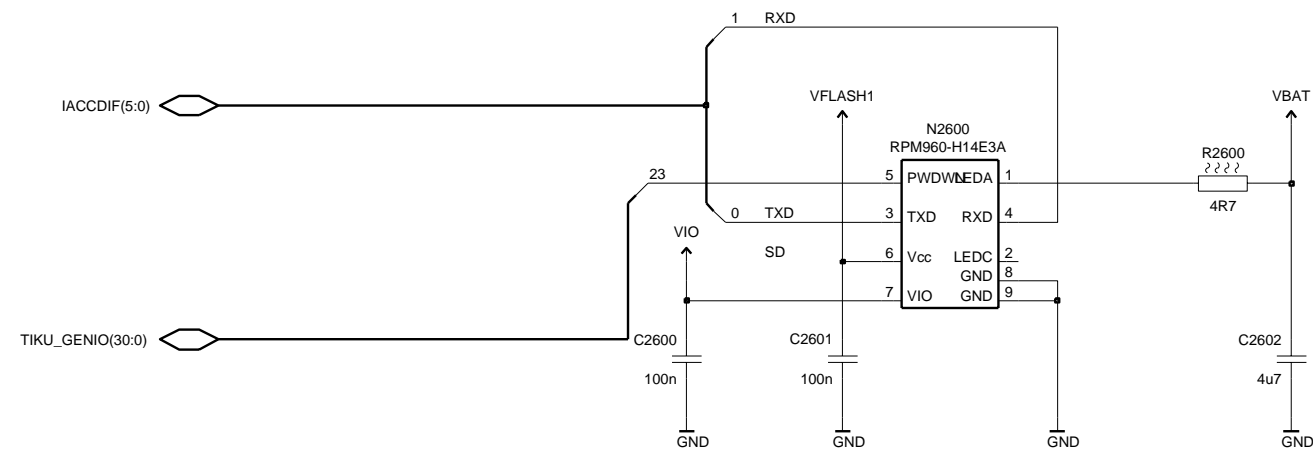 1 RXD
IACCDIF(5:0)
VFLASH1
VBAT
N2600
RPM960-H14E3A
R2600
23
5 PWDWN LEDA 1
4R7
0 TXD
3 TXD RXD 4
VIO
SD
6 Vcc LEDC 2
GND 8
7 VIO GND 9
TIKU_GENIO(30:0)
C2600
C2601
C2602
100n
100n
4u7
GND
GND
GND
GND